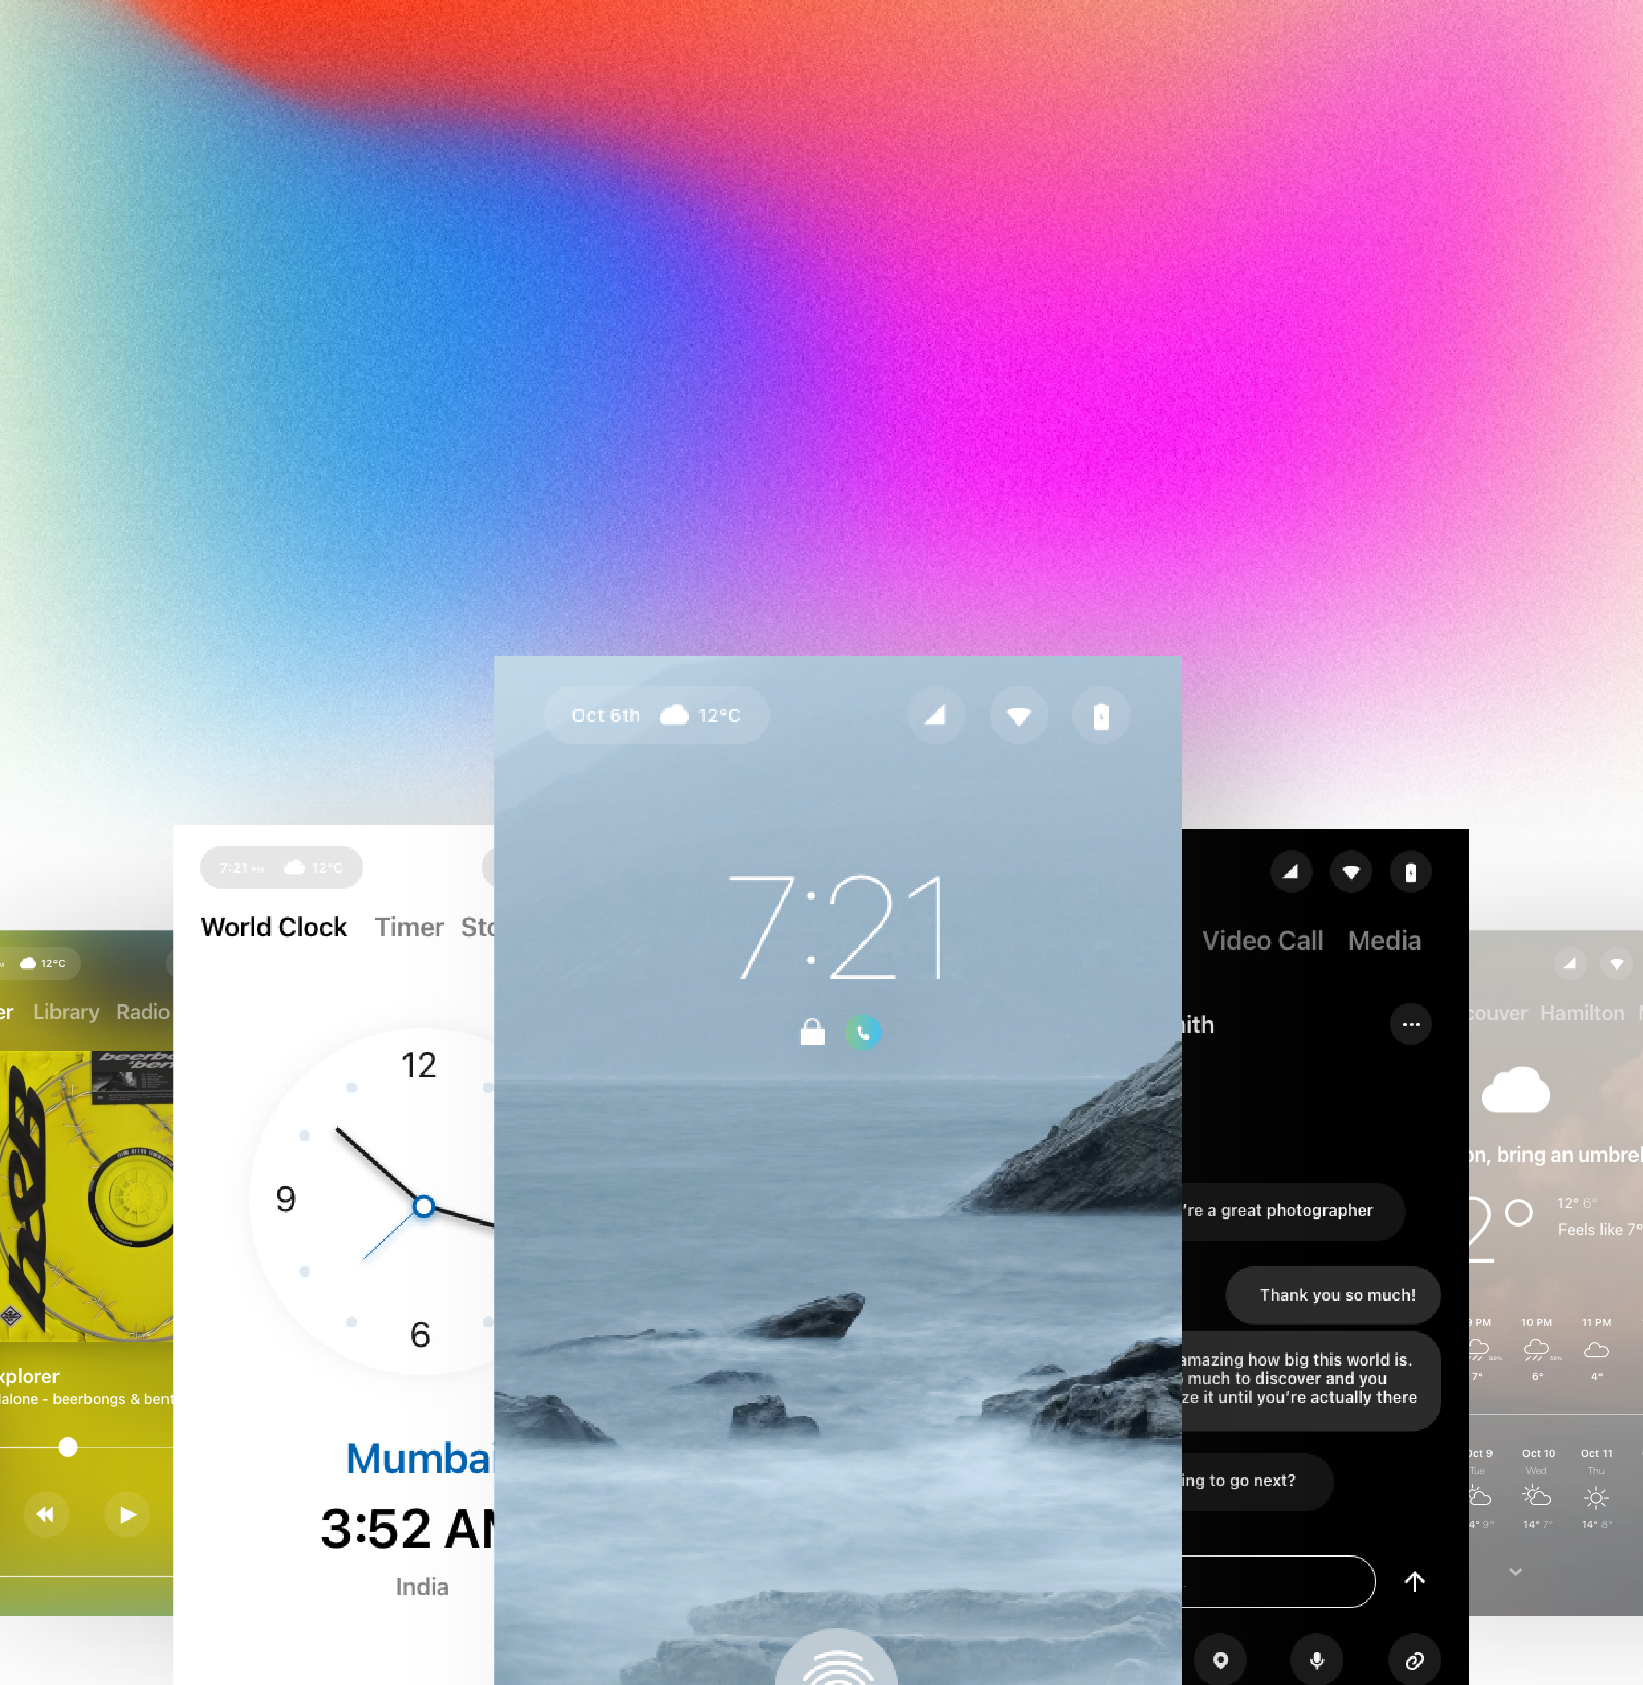 Oct 6th 12°C
7:21
7:21 PM 12°C
World Clock Timer Sto
12
9
6
Mumbai
3:52 AM
India
12°C
er Library Radio
beerbo
'ben
xplorer
alone - beerbongs & bent
Video Call Media
ith
're a great photographer
Thank you so much!
amazing how big this world is.
much to discover and you
ze it until you're actually there
ing to go next?
couver Hamilton
on, bring an umbrel
2°
12° 6°
Feels like 7°
9 PM 10 PM 11 PM
50% 50%
7° 6° 4°
Oct 9 Oct 10 Oct 11
Tue Wed Thu
4° 9° 14° 7° 14° 8°